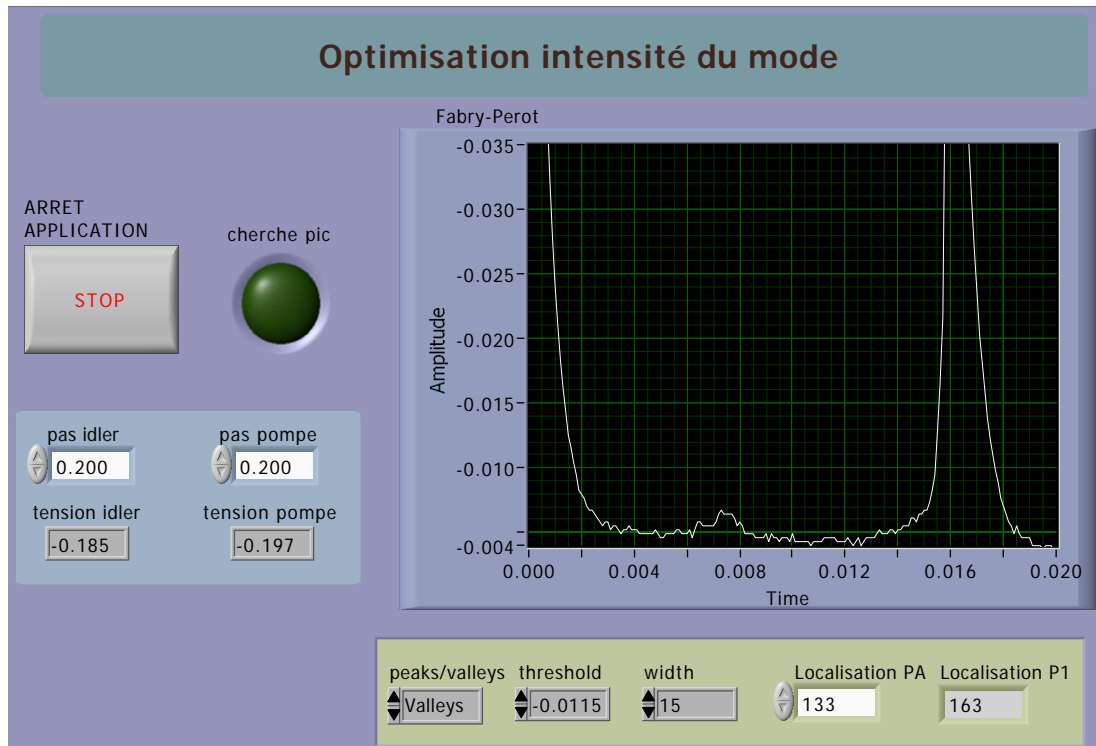 Optimisation intensité du mode
Fabry-Perot
-0.035
-0.030
-0.025
-0.020
-0.015
-0.010
-0.004
Amplitude
0.000 0.004 0.008 0.012 0.016 0.020
Time
ARRET
APPLICATION
STOP
cherche pic
pas idler pas pompe
0.200 0.200
tension idler tension pompe
-0.185 -0.197
peaks/valleys threshold width Localisation PA Localisation P1
Valleys -0.0115 15 133 163